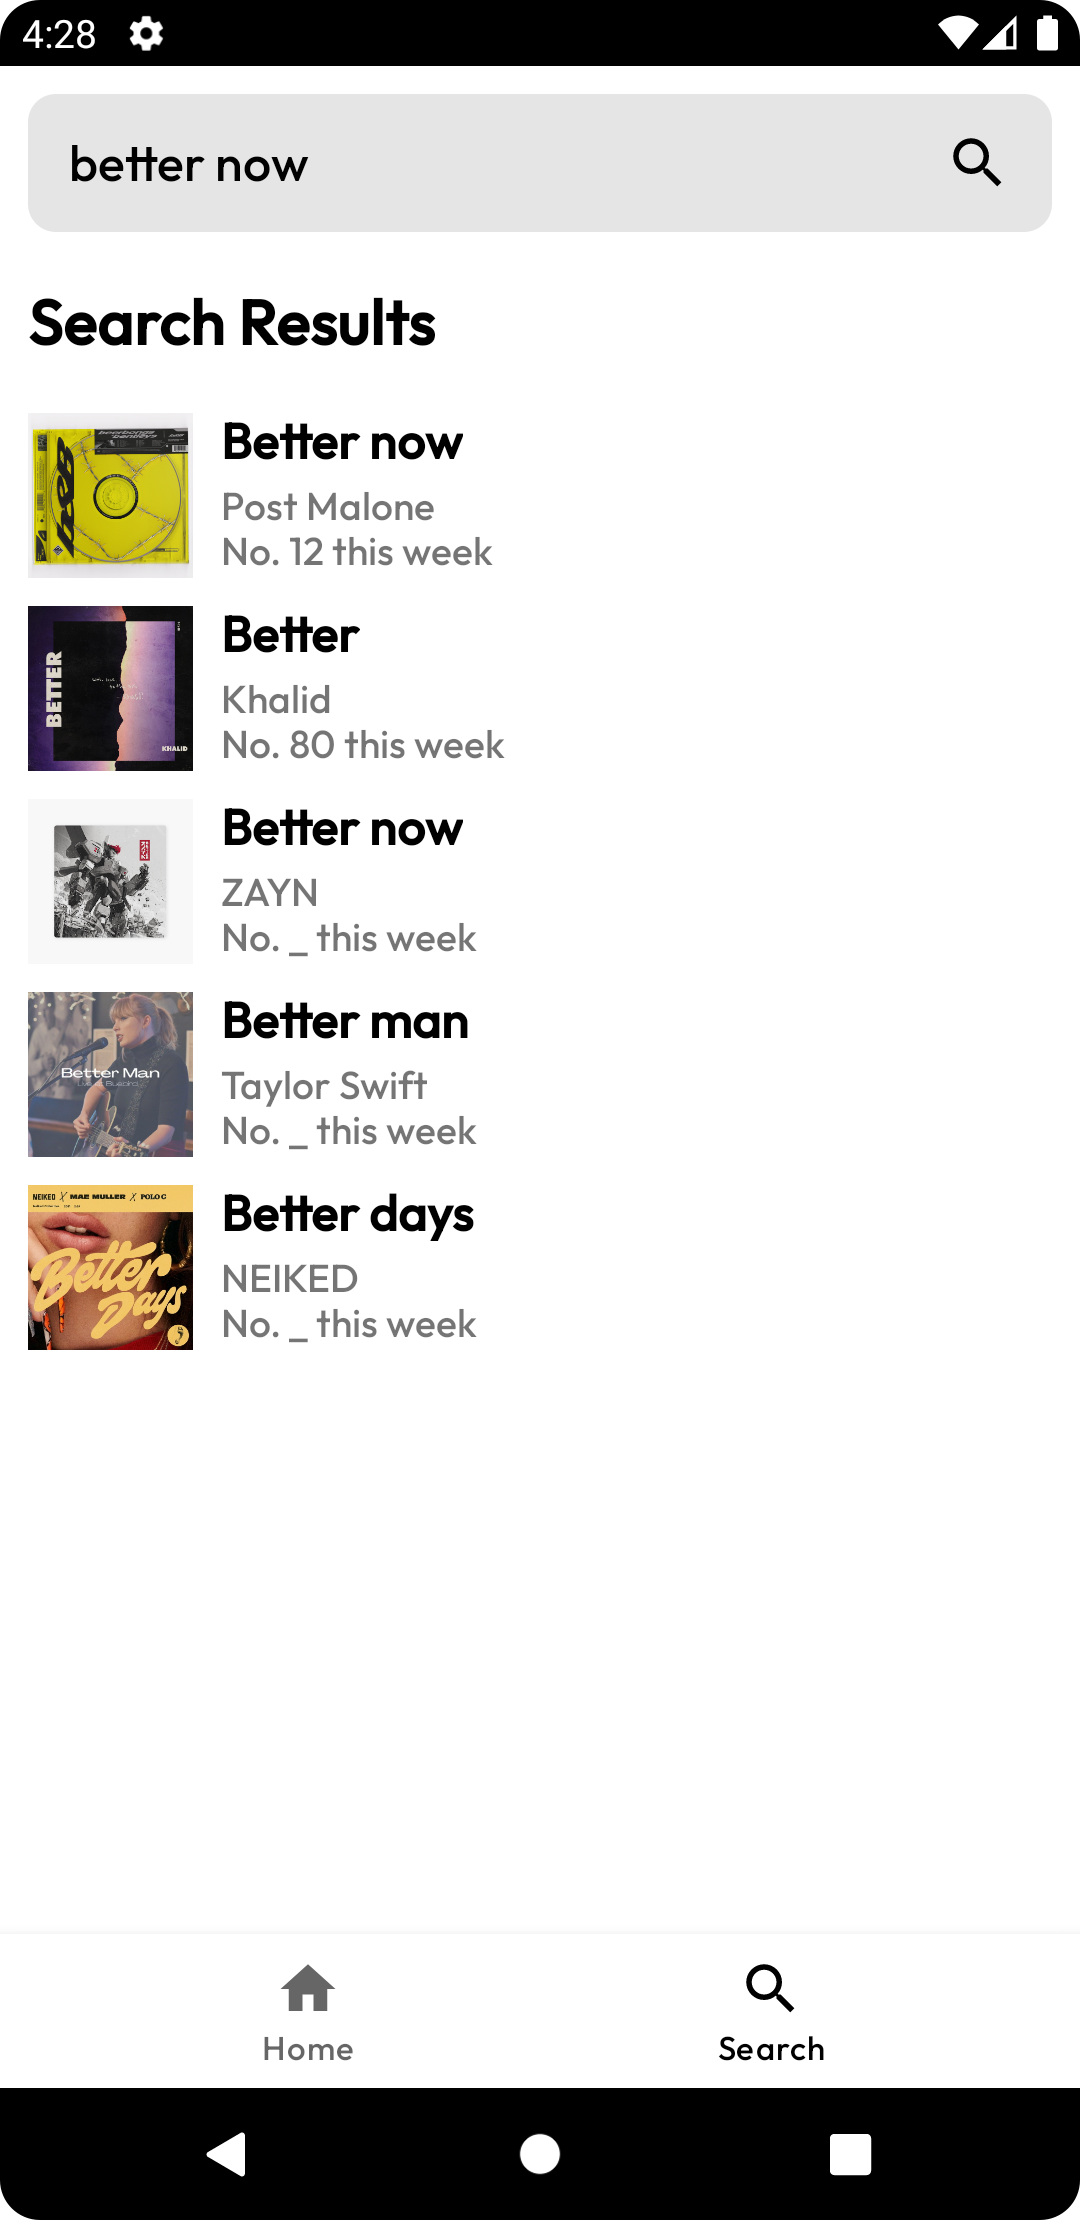 4:28
better now
Search Results
Better now
Post Malone
No. 12 this week
BETTER
KHALID
Better
Khalid
No. 80 this week
Better now
ZAYN
No. _ this week
Better Man
Better man
Taylor Swift
No. _ this week
NEIKED X MAE MULLER X POLO G
Better
Days
Better days
NEIKED
No. _ this week
Home
Search